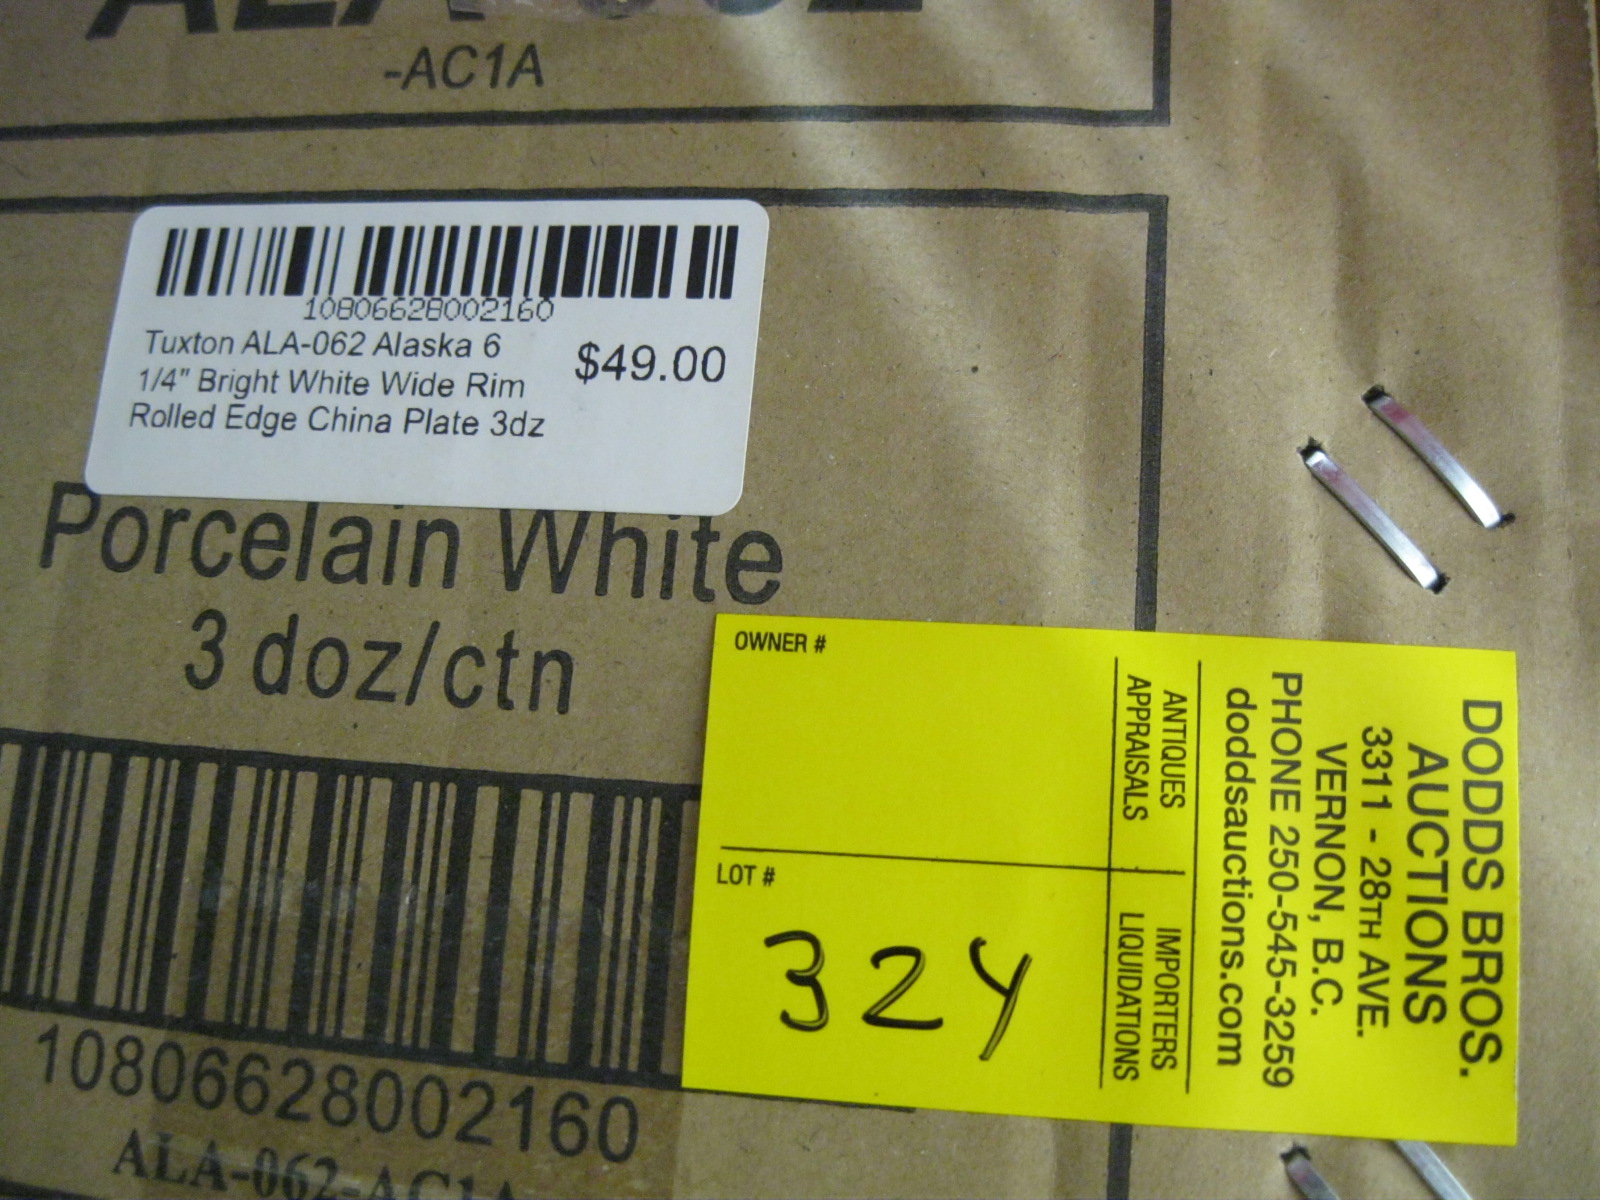 -AC1A
10806628002160
Tuxton ALA-062 Alaska 6
1/4" Bright White Wide Rim
Rolled Edge China Plate 3dz
$49.00
Porcelain White
3 doz/ctn
10806628002160
ALA-062-AC1A
OWNER #
LOT #
324
ANTIQUES
APPRAISALS
IMPORTERS
LIQUIDATIONS
DODDS BROS.
AUCTIONS
3311 - 28TH AVE.
VERNON, B.C.
PHONE 250-545-3259
doddsauctions.com